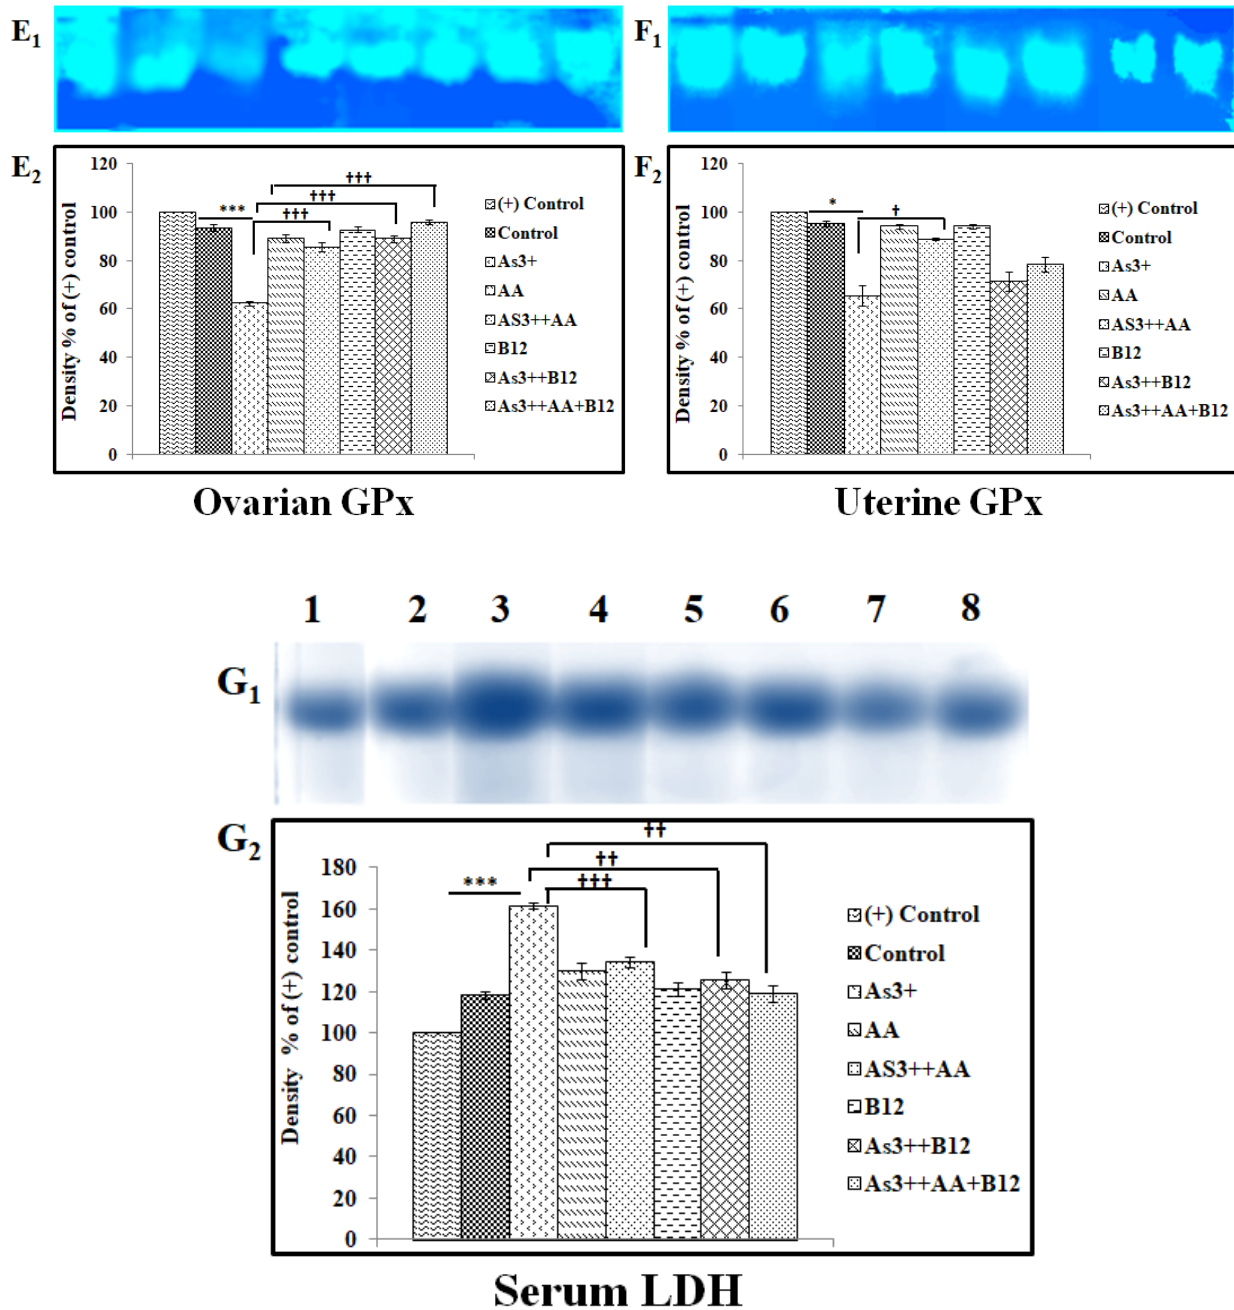 E1
F1
E2
120
100
80
60
40
20
0
Density % of (+) control
***
†††
†††
†††
(+) Control
Control
As3+
AA
AS3++AA
B12
As3++B12
As3++AA+B12
Ovarian GPx
F2
120
100
80
60
40
20
0
Density % of (+) control
*
†
(+) Control
Control
As3+
AA
AS3++AA
B12
As3++B12
As3++AA+B12
Uterine GPx
1 2 3 4 5 6 7 8
G1
G2
180
160
140
120
100
80
60
40
20
0
Density % of (+) control
***
†††
††
††
(+) Control
Control
As3+
AA
AS3++AA
B12
As3++B12
As3++AA+B12
Serum LDH